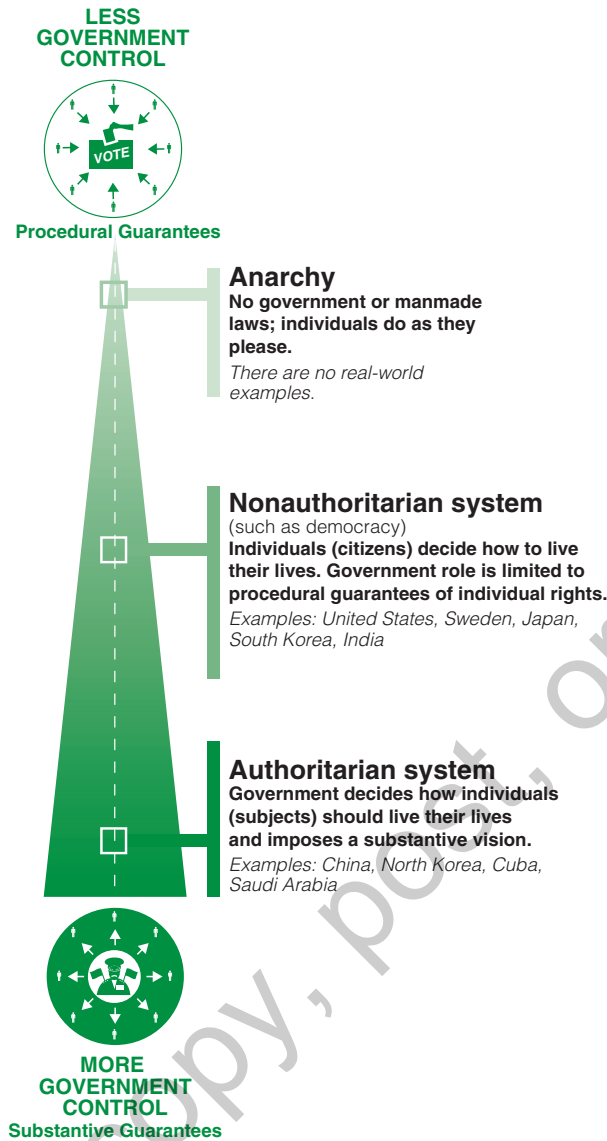 LESS
GOVERNMENT
CONTROL
VOTE
Procedural Guarantees
Anarchy
No government or manmade
laws; individuals do as they
please.
There are no real-world
examples.
Nonauthoritarian system
(such as democracy)
Individuals (citizens) decide how to live
their lives. Government role is limited to
procedural guarantees of individual rights.
Examples: United States, Sweden, Japan,
South Korea, India
Authoritarian system
Government decides how individuals
(subjects) should live their lives
and imposes a substantive vision.
Examples: China, North Korea, Cuba,
Saudi Arabia
MORE
GOVERNMENT
CONTROL
Substantive Guarantees
copy, post, or